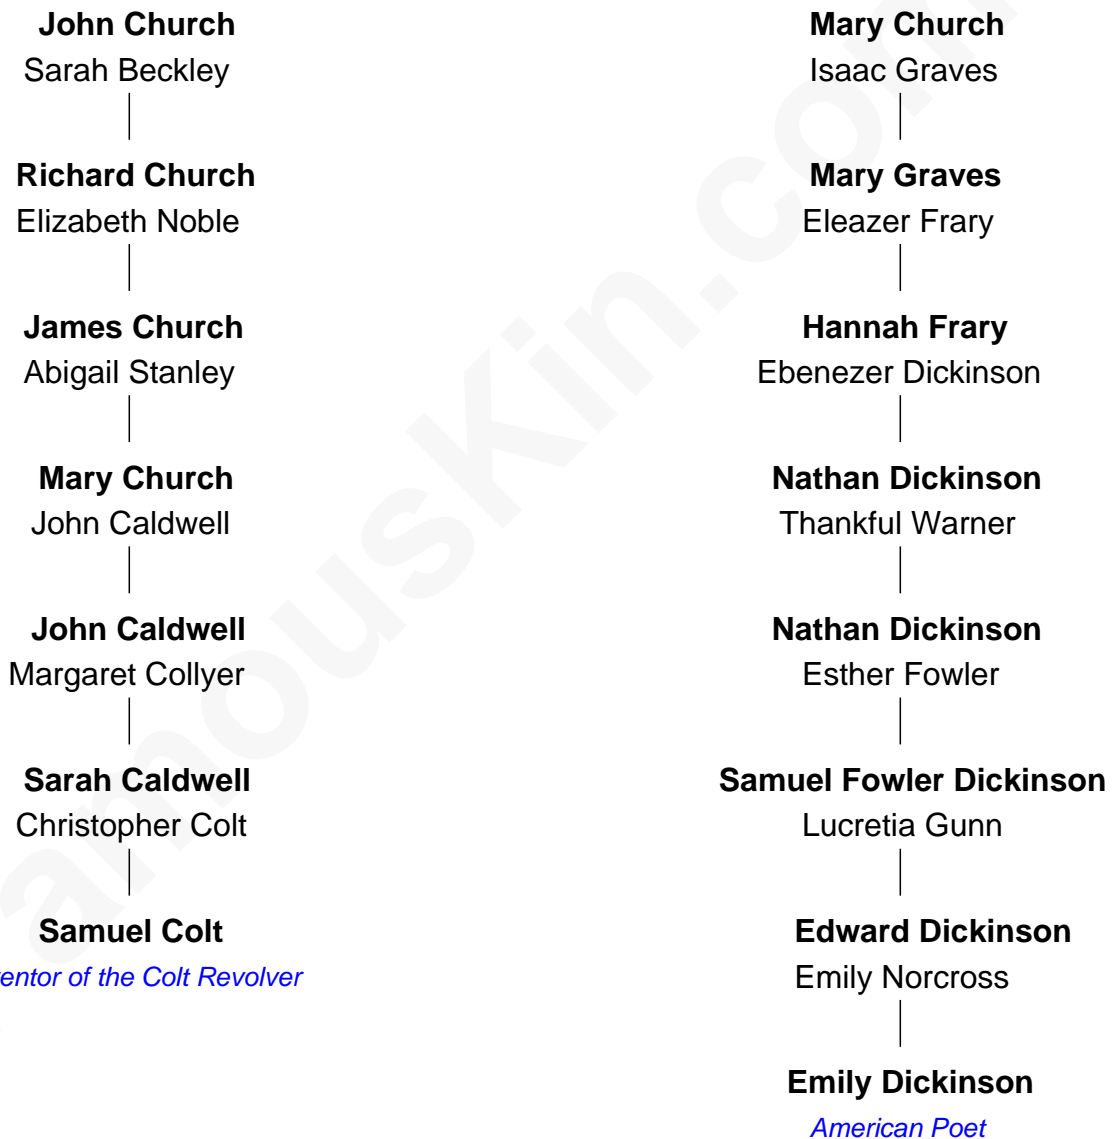 John Church
Sarah Beckley
Richard Church
Elizabeth Noble
James Church
Abigail Stanley
Mary Church
John Caldwell
John Caldwell
Margaret Collyer
Sarah Caldwell
Christopher Colt
Samuel Colt
of the Colt Revolver
Mary Church
Isaac Graves
Mary Graves
Eleazer Frary
Hannah Frary
Ebenezer Dickinson
Nathan Dickinson
Thankful Warner
Nathan Dickinson
Esther Fowler
Samuel Fowler Dickinson
Lucretia Gunn
Edward Dickinson
Emily Norcross
Emily Dickinson
American Poet
amouskin.com